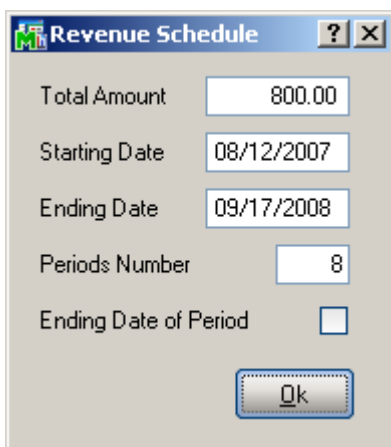 Revenue Schedule ? X
Total Amount 800.00
Starting Date 08/12/2007
Ending Date 09/17/2008
Periods Number 8
Ending Date of Period
Ok